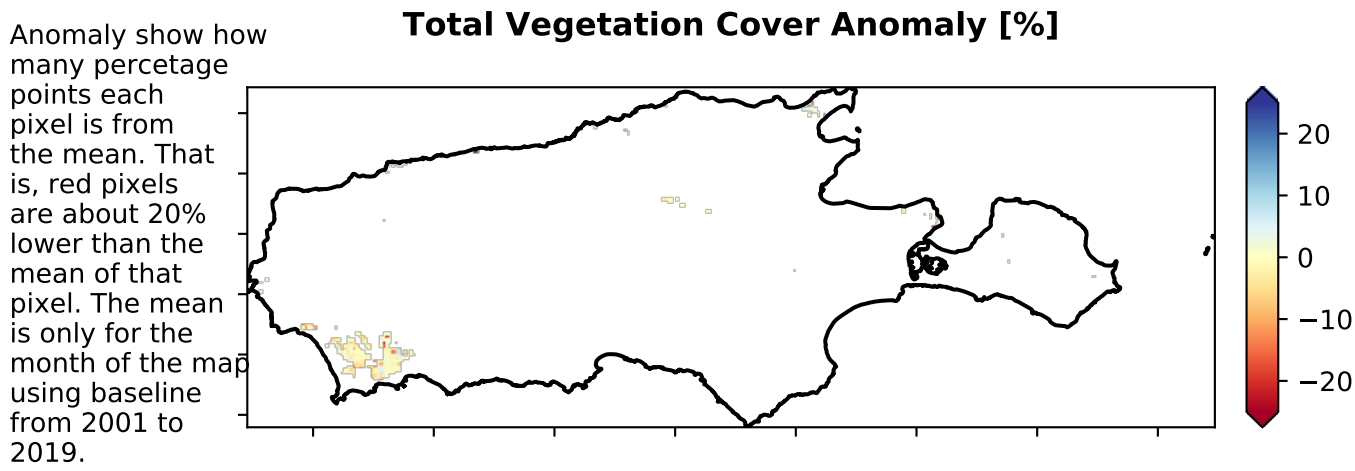 Total Vegetation Cover Anomaly [%]
Anomaly show how
many percetage
points each
pixel is from
the mean. That
is, red pixels
are about 20%
lower than the
mean of that
pixel. The mean
is only for the
month of the map
using baseline
from 2001 to
2019.
20
10
0
−10
−20